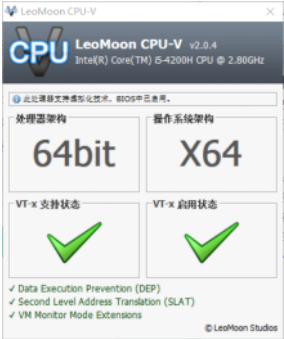 LeoMoon CPU-V
CPU
LeoMoon CPU-V v2.0.4
Intel(R) Core(TM) i5-4200H CPU @ 2.80GHz
此处理器支持虚拟化技术，BIOS中已启用。
处理器架构
操作系统架构
64bit
X64
VT-x 支持状态
VT-x 启用状态
✓ Data Execution Prevention (DEP)
✓ Second Level Address Translation (SLAT)
✓ VM Monitor Mode Extensions
© LeoMoon Studios